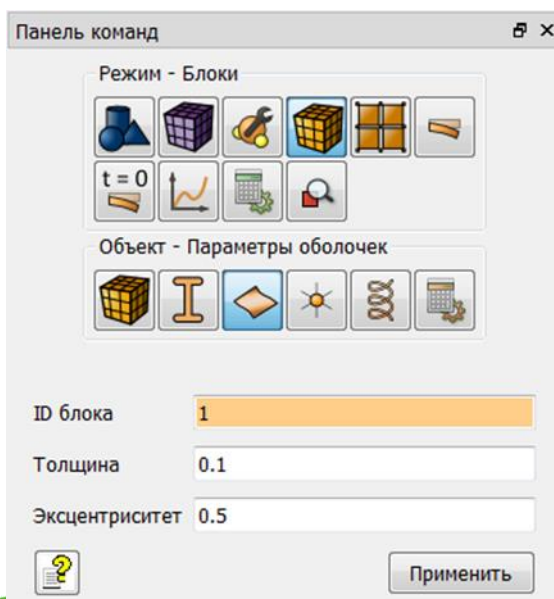 Панель команд
Режим - Блоки
t = 0
Объект - Параметры оболочек
ID блока 1
Толщина 0.1
Эксцентриситет 0.5
Применить